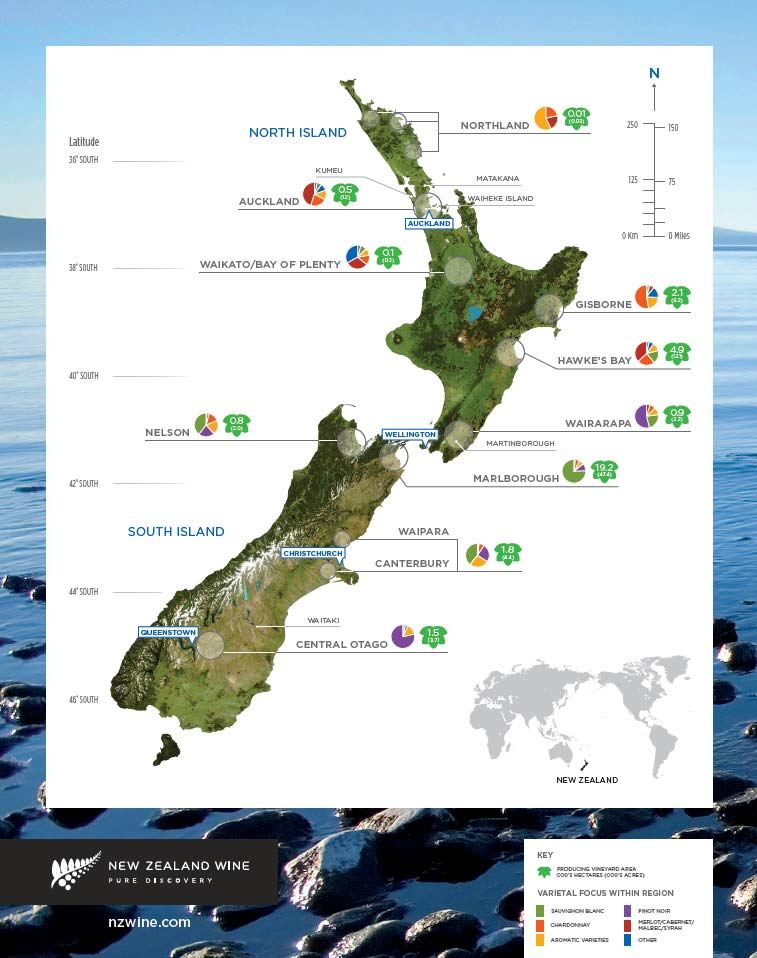 N
NORTH ISLAND
NORTHLAND
0.01
(0.03)
250
150
Latitude
36° SOUTH
KUMEU
MATAKANA
125
75
AUCKLAND
0.5
(1.2)
WAIHEKE ISLAND
AUCKLAND
0 Km
0 Miles
WAIKATO/BAY OF PLENTY
0.1
38° SOUTH
GISBORNE
2.1
(5.2)
HAWKE'S BAY
4.9
(12.1)
40° SOUTH
NELSON
0.8
(2.0)
WELLINGTON
WAIRARAPA
0.9
(2.2)
MARTINBOROUGH
MARLBOROUGH
19.2
(47.4)
42° SOUTH
SOUTH ISLAND
WAIPARA
CHRISTCHURCH
CANTERBURY
1.8
(4.4)
44° SOUTH
WAITAKI
QUEENSTOWN
CENTRAL OTAGO
1.5
(3.7)
46° SOUTH
NEW ZEALAND
NEW ZEALAND WINE
PURE DISCOVERY
nzwine.com
KEY
PRODUCING VINEYARD AREA
000'S HECTARES (000'S ACRES)
VARIETAL FOCUS WITHIN REGION
SAUVIGNON BLANC
PINOT NOIR
CHARDONNAY
MERLOT/CABERNET/
MALBEC/SYRAH
AROMATIC VARIETIES
OTHER